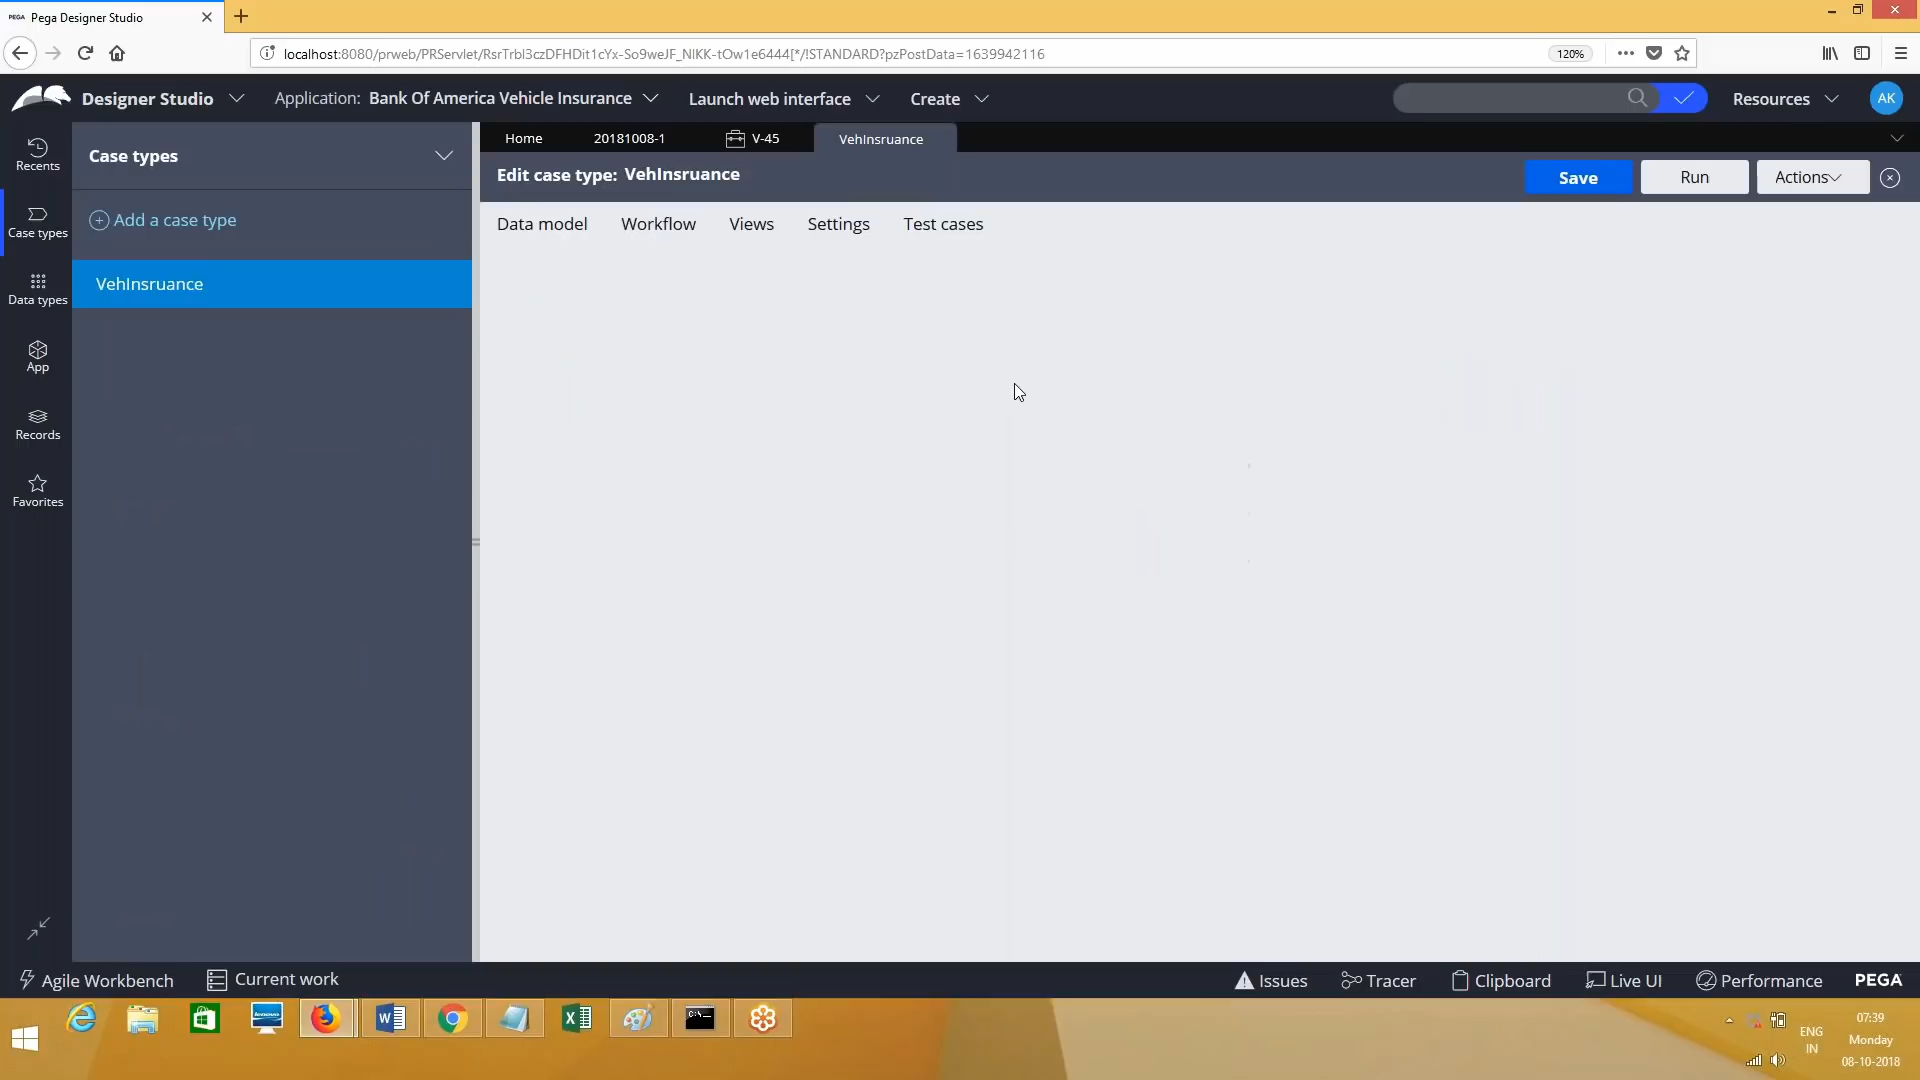 PEGA Pega Designer Studio
localhost:8080/prweb/PRServlet/RsrTrbl3czDFHDit1cYx-So9weJF_NIKK-tOw1e6444[*/!STANDARD?pzPostData=1639942116
120%
Designer Studio
Application: Bank Of America Vehicle Insurance
Launch web interface
Create
Resources
AK
Recents
Case types
Data types
App
Records
Favorites
Case types
Add a case type
VehInsruance
Home
20181008-1
V-45
VehInsruance
Edit case type: VehInsruance
Save
Run
Actions
Data model
Workflow
Views
Settings
Test cases
Agile Workbench
Current work
Issues
Tracer
Clipboard
Live UI
Performance
PEGA
lenovo
C:\_
ENG
IN
07:39
Monday
08-10-2018